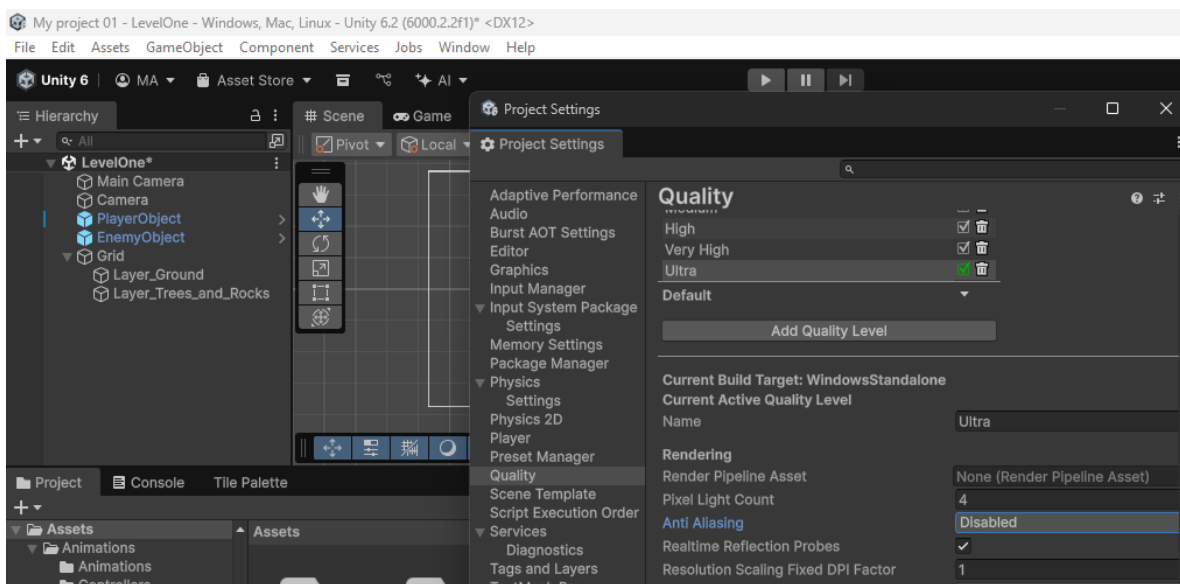 My project 01 - LevelOne - Windows, Mac, Linux - Unity 6.2 (6000.2.2f1)* <DX12>
File Edit Assets GameObject Component Services Jobs Window Help
Unity 6 MA Asset Store AI
Hierarchy
All
LevelOne*
Main Camera
Camera
PlayerObject
EnemyObject
Grid
Layer_Ground
Layer_Trees_and_Rocks
Scene Game
Pivot Local
Project Console Tile Palette
Assets
Animations
Animations
Controllers
Assets
Project Settings
Project Settings
Adaptive Performance
Audio
Burst AOT Settings
Editor
Graphics
Input Manager
Input System Package
Settings
Memory Settings
Package Manager
Physics
Settings
Physics 2D
Player
Preset Manager
Quality
Scene Template
Script Execution Order
Services
Diagnostics
Tags and Layers
Quality
Medium
High
Very High
Ultra
Default
Add Quality Level
Current Build Target: WindowsStandalone
Current Active Quality Level
Name Ultra
Rendering
Render Pipeline Asset None (Render Pipeline Asset)
Pixel Light Count 4
Anti Aliasing Disabled
Realtime Reflection Probes
Resolution Scaling Fixed DPI Factor 1